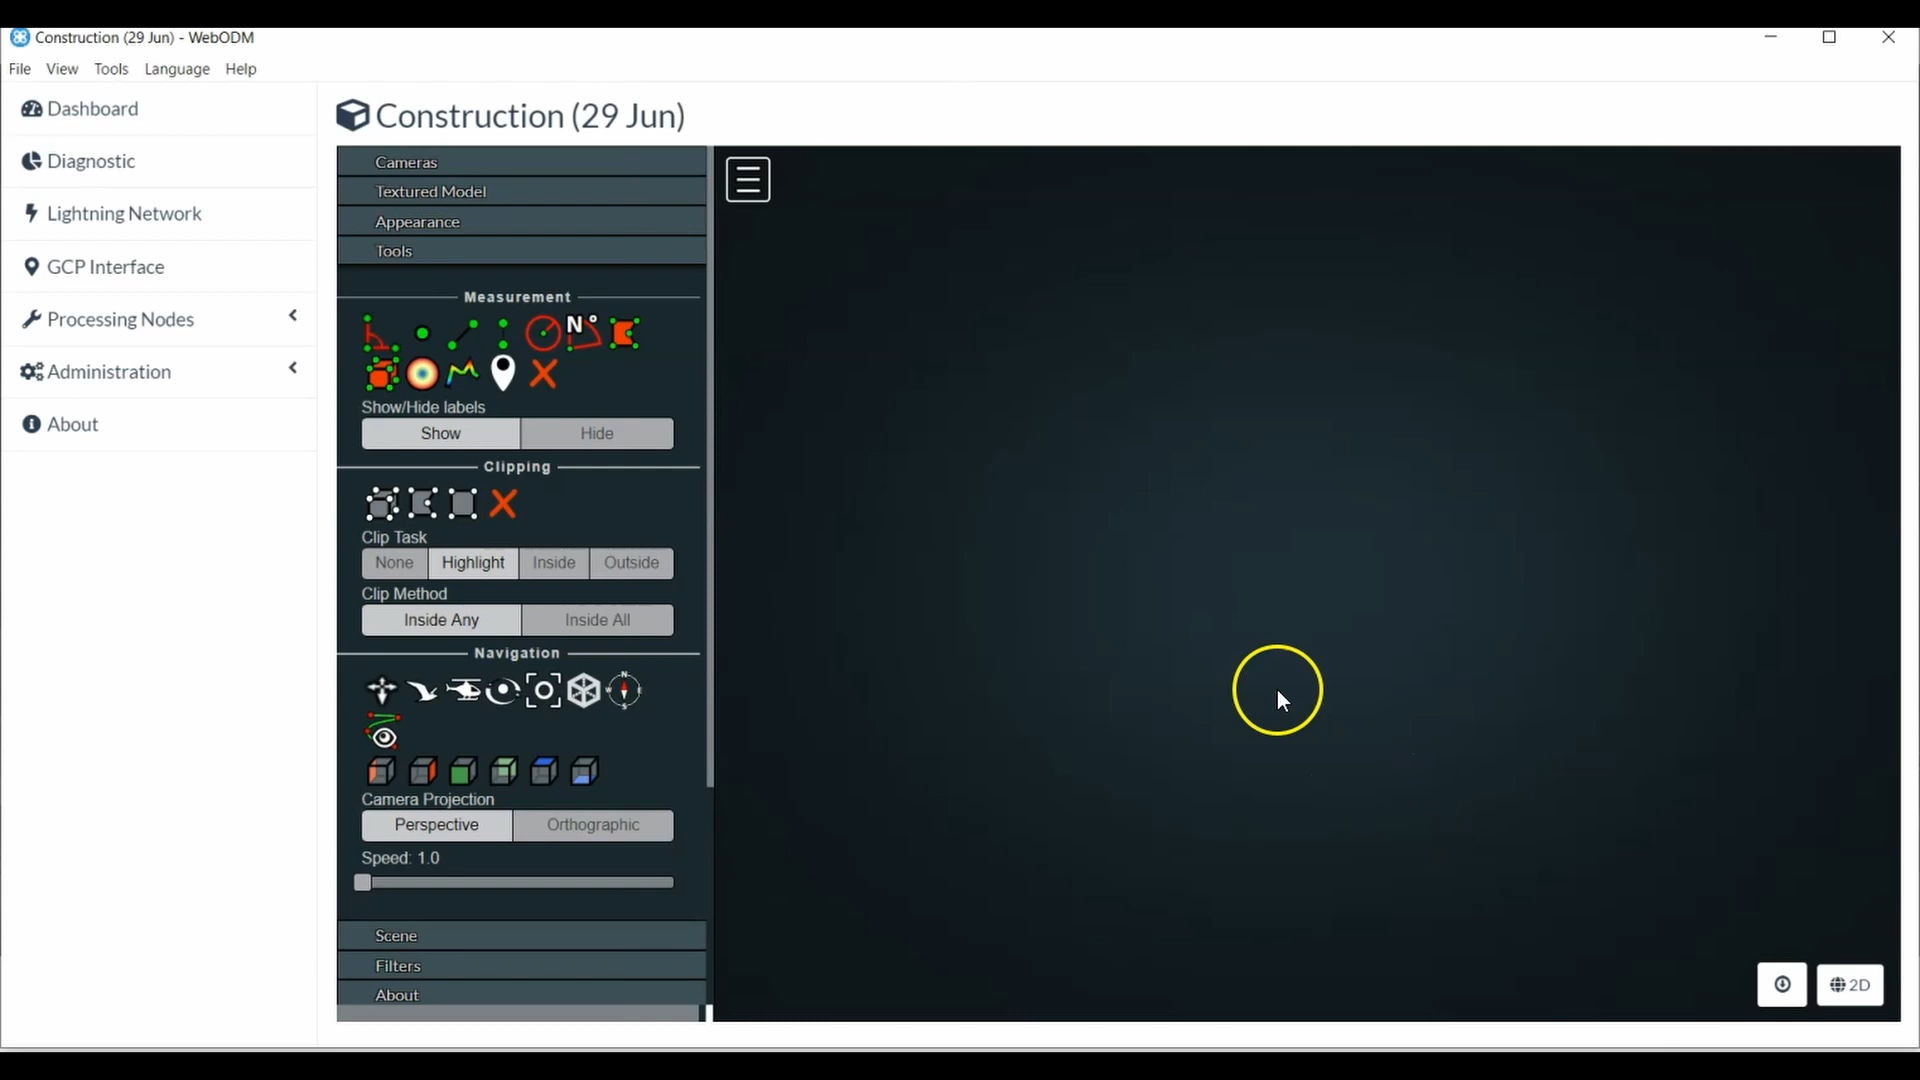 Construction (29 Jun) - WebODM
File View Tools Language Help
Dashboard
Diagnostic
Lightning Network
GCP Interface
Processing Nodes
Administration
About
Construction (29 Jun)
Cameras
Textured Model
Appearance
Tools
Measurement
N°
Show/Hide labels
Show Hide
Clipping
Clip Task
None Highlight Inside Outside
Clip Method
Inside Any Inside All
Navigation
N
W E
S
Camera Projection
Perspective Orthographic
Speed: 1.0
Scene
Filters
About
2D